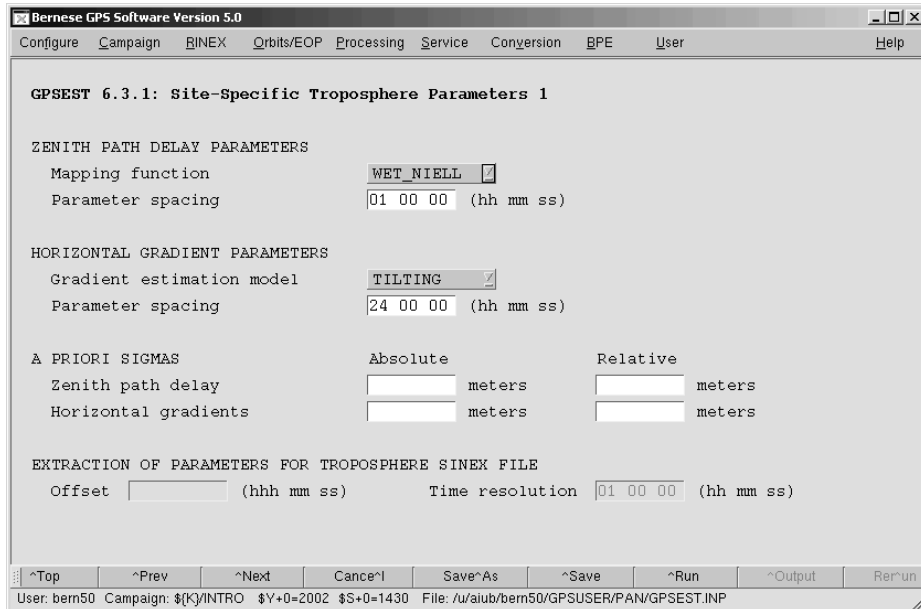 Bernese GPS Software Version 5.0
Configure Campaign RINEX Orbits/EOP Processing Service Conversion BPE User Help
GPSEST 6.3.1: Site-Specific Troposphere Parameters 1
ZENITH PATH DELAY PARAMETERS
Mapping function WET_NIELL
Parameter spacing 01 00 00 (hh mm ss)
HORIZONTAL GRADIENT PARAMETERS
Gradient estimation model TILTING
Parameter spacing 24 00 00 (hh mm ss)
A PRIORI SIGMAS Absolute Relative
Zenith path delay meters meters
Horizontal gradients meters meters
EXTRACTION OF PARAMETERS FOR TROPOSPHERE SINEX FILE
Offset (hhh mm ss) Time resolution 01 00 00 (hh mm ss)
^Top ^Prev ^Next Cance^l Save^As ^Save ^Run ^Output Rer^un
User: bern50 Campaign: ${K}/INTRO $Y+0=2002 $S+0=1430 File: /u/aiub/bern50/GPSUSER/PAN/GPSEST.INP